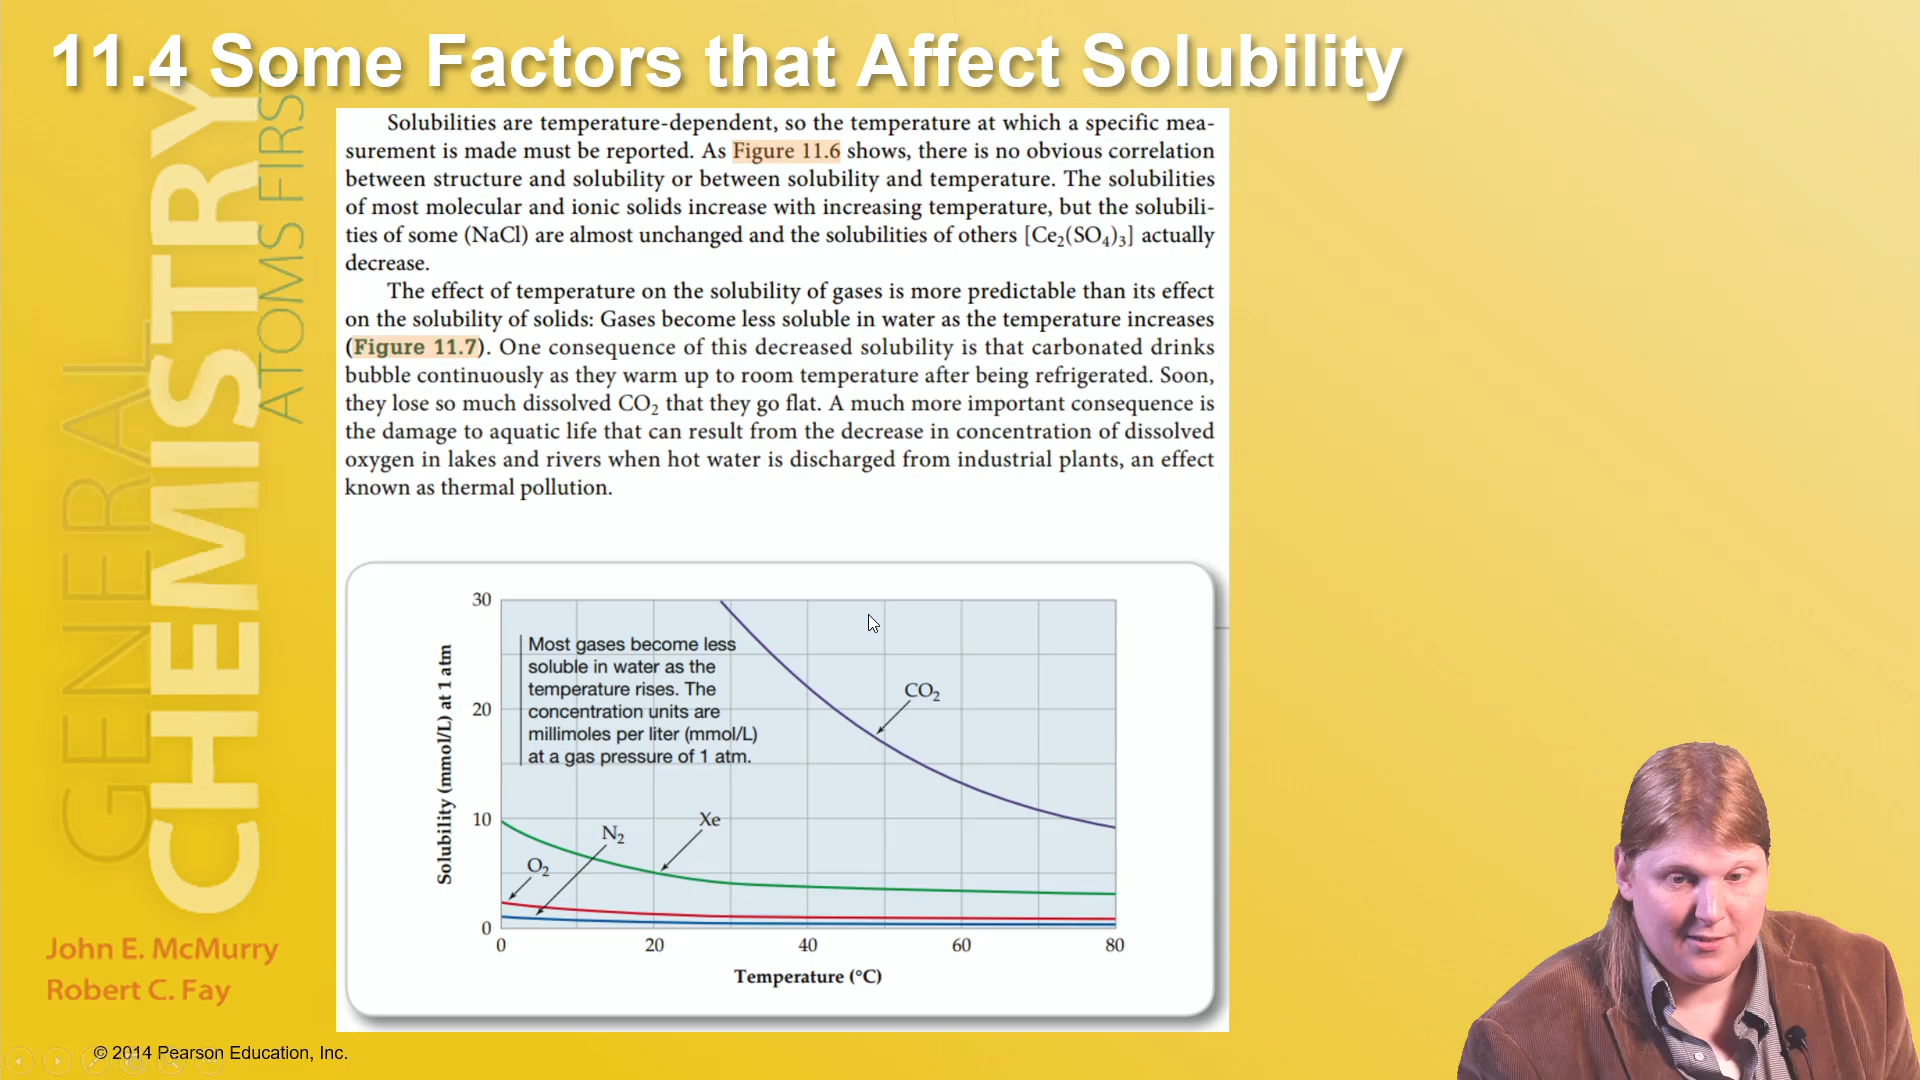 11.4 Some Factors that Affect Solubility
GENERAL
CHEMISTRY
ATOMS FIRST
John E. McMurry
Robert C. Fay
Solubilities are temperature-dependent, so the temperature at which a specific mea-
surement is made must be reported. As Figure 11.6 shows, there is no obvious correlation
between structure and solubility or between solubility and temperature. The solubilities
of most molecular and ionic solids increase with increasing temperature, but the solubili-
ties of some (NaCl) are almost unchanged and the solubilities of others [Ce₂(SO₄)₃] actually
decrease.
The effect of temperature on the solubility of gases is more predictable than its effect
on the solubility of solids: Gases become less soluble in water as the temperature increases
(Figure 11.7). One consequence of this decreased solubility is that carbonated drinks
bubble continuously as they warm up to room temperature after being refrigerated. Soon,
they lose so much dissolved CO₂ that they go flat. A much more important consequence is
the damage to aquatic life that can result from the decrease in concentration of dissolved
oxygen in lakes and rivers when hot water is discharged from industrial plants, an effect
known as thermal pollution.
Solubility (mmol/L) at 1 atm
30
20
10
0
Most gases become less
soluble in water as the
temperature rises. The
concentration units are
millimoles per liter (mmol/L)
at a gas pressure of 1 atm.
CO₂
Xe
N₂
O₂
0 20 40 60 80
Temperature (°C)
© 2014 Pearson Education, Inc.